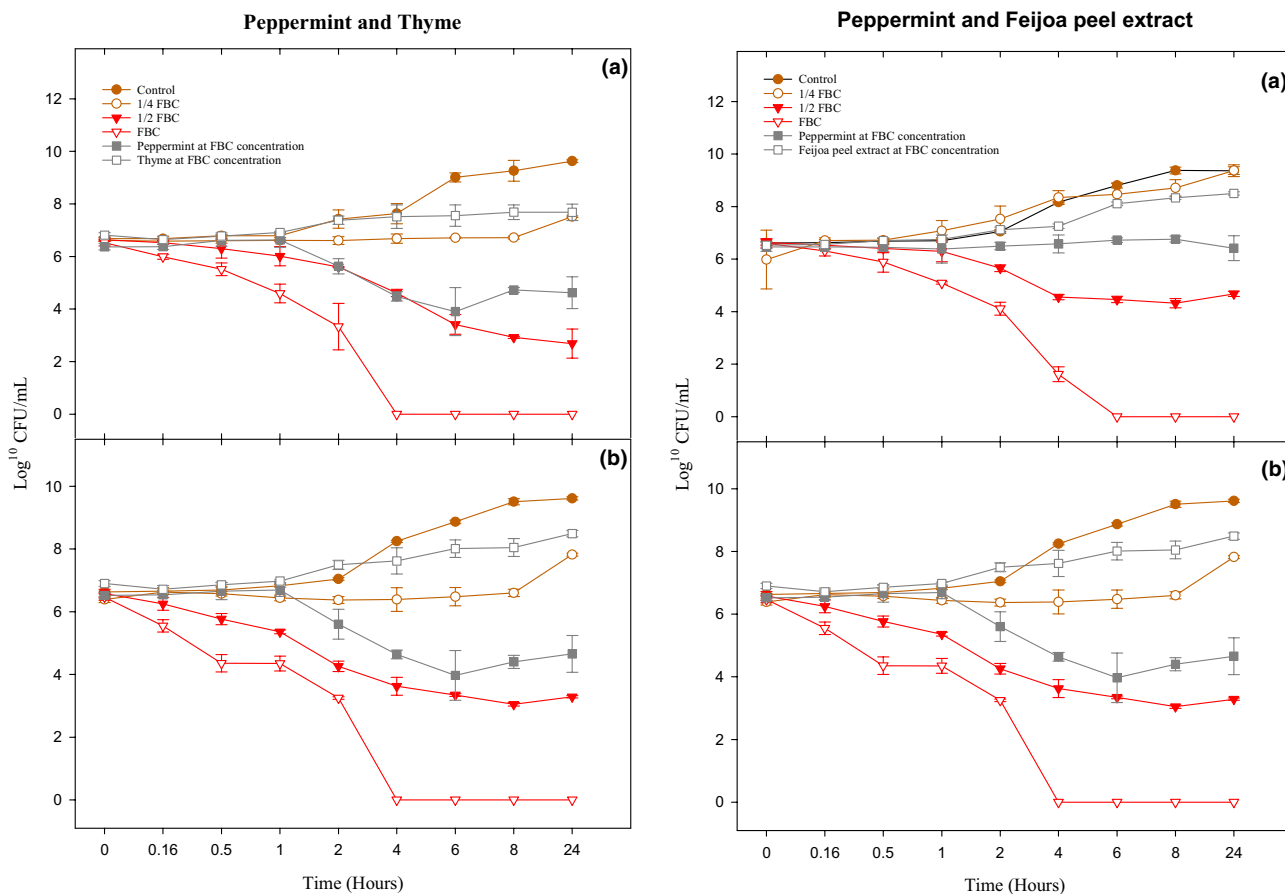 Peppermint and Thyme
(a)
Control
1/4 FBC
1/2 FBC
FBC
Peppermint at FBC concentration
Thyme at FBC concentration
12
10
8
6
4
2
0
(b)
10
8
6
4
2
0
Log10 CFU/mL
0 0.16 0.5 1 2 4 6 8 24
Time (Hours)
Peppermint and Feijoa peel extract
(a)
Control
1/4 FBC
1/2 FBC
FBC
Peppermint at FBC concentration
Feijoa peel extract at FBC concentration
12
10
8
6
4
2
0
(b)
10
8
6
4
2
0
Log10 CFU/mL
0 0.16 0.5 1 2 4 6 8 24
Time (Hours)